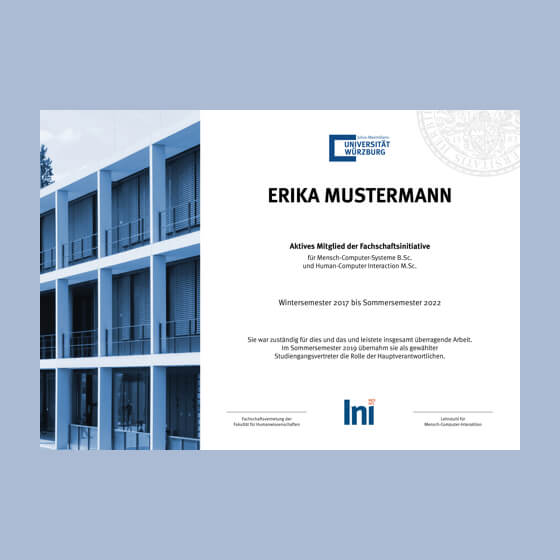 Julius-Maximilians-
UNIVERSITÄT
WÜRZBURG
ERIKA MUSTERMANN
Aktives Mitglied der Fachschaftsinitiative
für Mensch-Computer-Systeme B.Sc.
und Human-Computer Interaction M.Sc.
Wintersemester 2017 bis Sommersemester 2022
Sie war zuständig für dies und das und leistete insgesamt überragende Arbeit.
Im Sommersemester 2019 übernahm sie als gewählter
Studiengangsvertreter die Rolle der Hauptverantwortlichen.
Fachschaftsvertretung der
Fakultät für Humanwissenschaften
Ini
MCS
HCI
Lehrstuhl für
Mensch-Computer-Interaktion